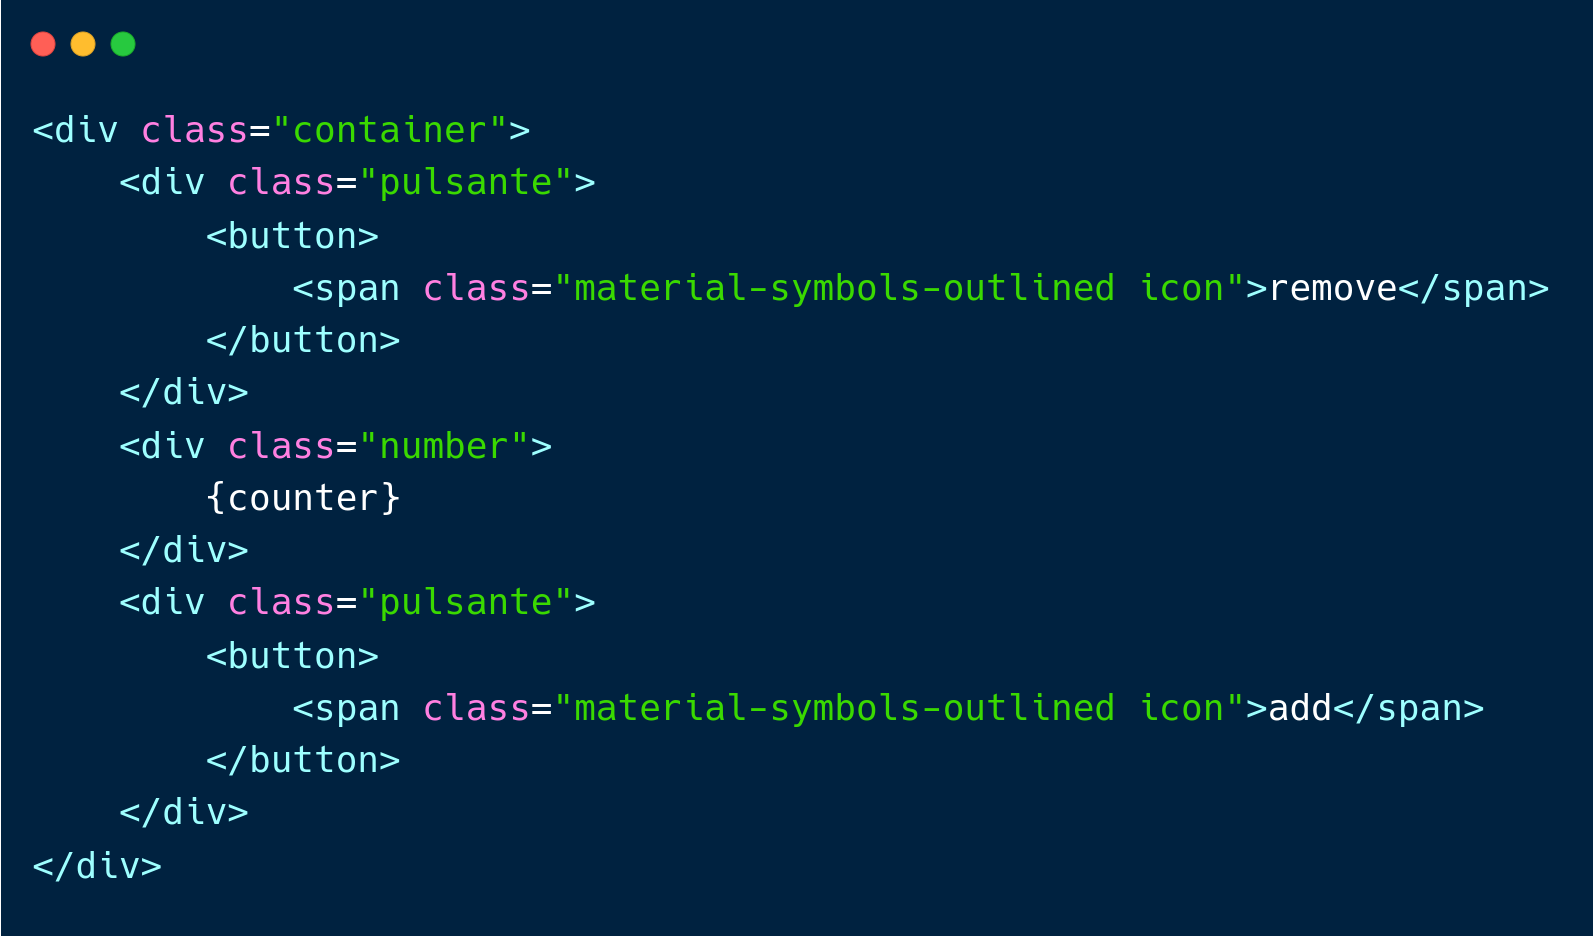 <div class="container">
    <div class="pulsante">
        <button>
            <span class="material-symbols-outlined icon">remove</span>
        </button>
    </div>
    <div class="number">
        {counter}
    </div>
    <div class="pulsante">
        <button>
            <span class="material-symbols-outlined icon">add</span>
        </button>
    </div>
</div>